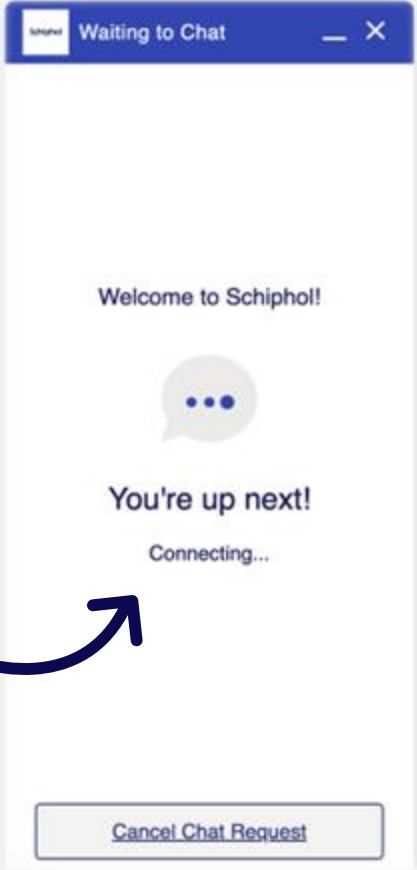 Schiphol
Waiting to Chat
Welcome to Schiphol!
You're up next!
Connecting...
Cancel Chat Request